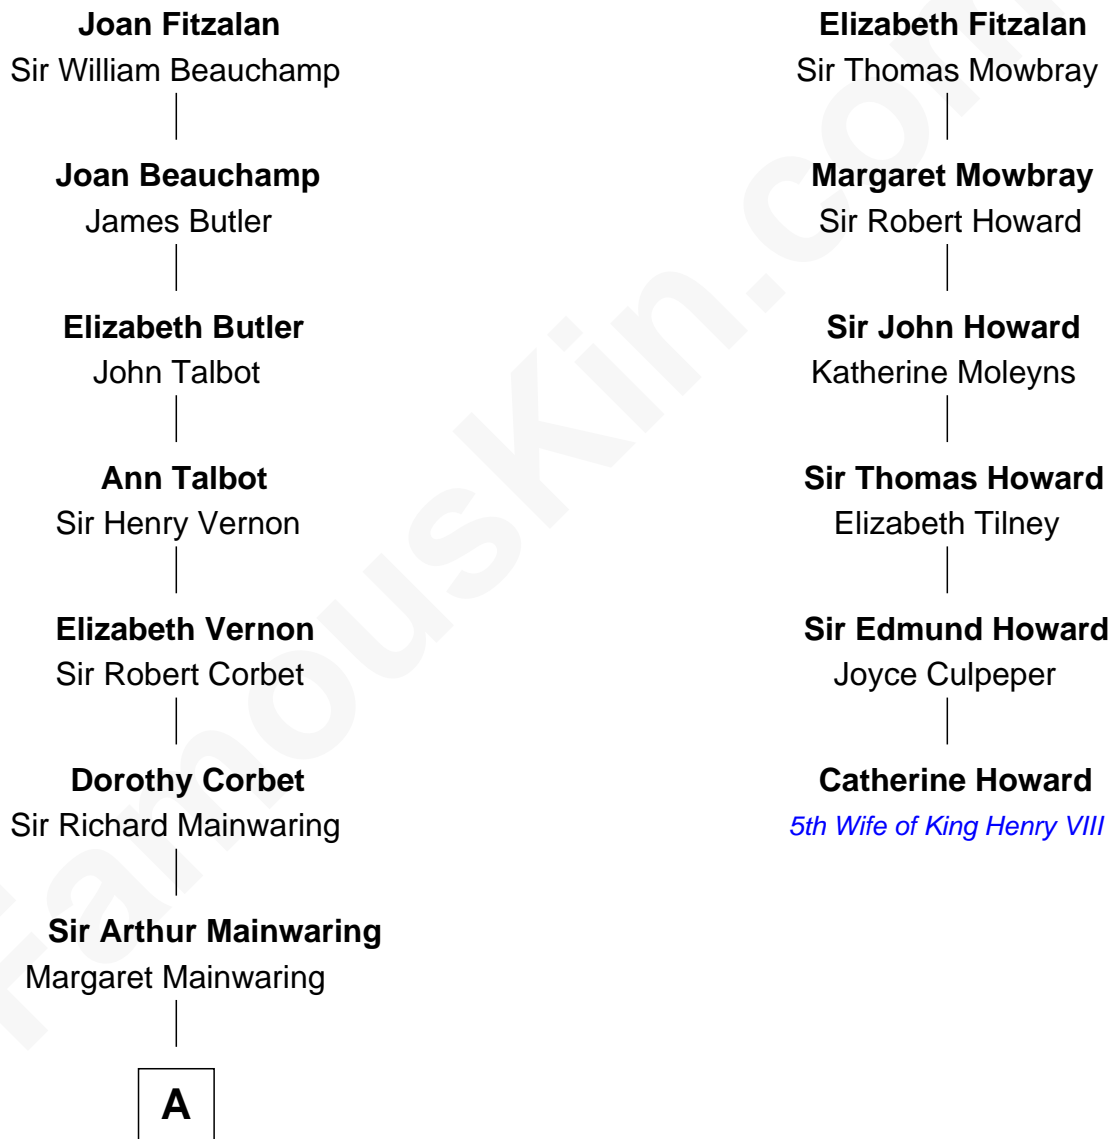 Joan Fitzalan
Sir William Beauchamp
Joan Beauchamp
James Butler
Elizabeth Butler
John Talbot
Ann Talbot
Sir Henry Vernon
Elizabeth Vernon
Sir Robert Corbet
Dorothy Corbet
Sir Richard Mainwaring
Sir Arthur Mainwaring
Margaret Mainwaring
A
Elizabeth Fitzalan
Sir Thomas Mowbray
Margaret Mowbray
Sir Robert Howard
Sir John Howard
Katherine Moleyns
Sir Thomas Howard
Elizabeth Tilney
Sir Edmund Howard
Joyce Culpeper
Catherine Howard
5th Wife of King Henry VIII
FamousKin.com